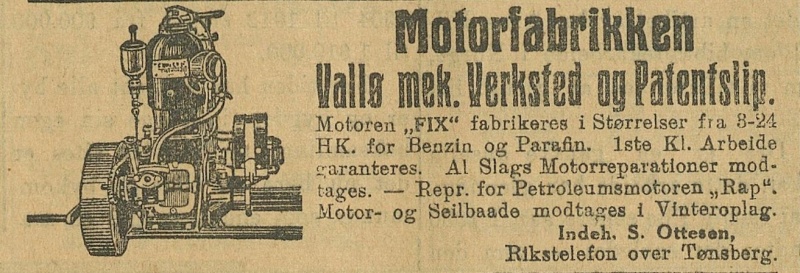 Motorfabrikken
Vallø mek. Verksted og Patentslip.
Motoren „FIX“ fabrikeres i Størrelser fra 3-24
HK. for Benzin og Parafin. 1ste Kl. Arbeide
garanteres. Al Slags Motorreparationer mod-
tages. — Repr. for Petroleumsmotoren „Rap“.
Motor- og Seilbaade modtages i Vinteroplag.
Indeh. S. Ottesen,
Rikstelefon over Tønsberg.